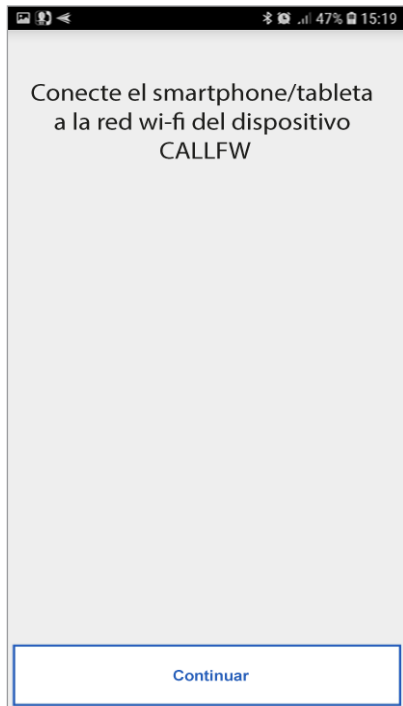 47% 15:19
Conecte el smartphone/tableta
a la red wi-fi del dispositivo
CALLFW
Continuar